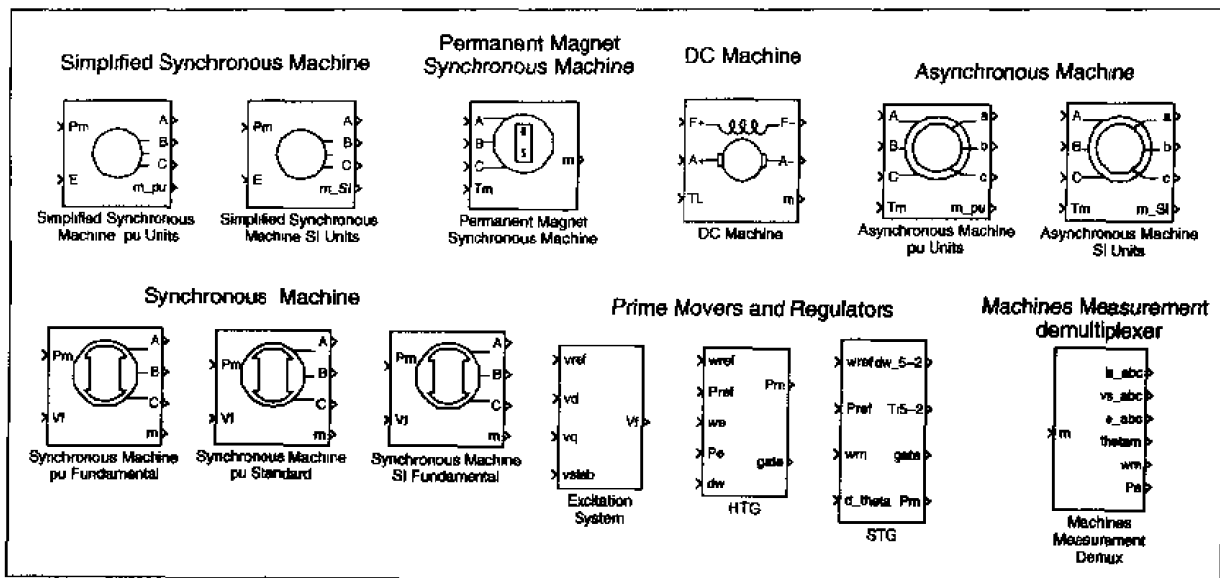 Simplified Synchronous Machine
Permanent Magnet
Synchronous Machine
DC Machine
Asynchronous Machine
Pm
E
A
B
C
m_pu
Simplified Synchronous
Machine pu Units
Pm
E
A
B
C
m_SI
Simplified Synchronous
Machine SI Units
A
B
C
Tm
N
S
m
Permanent Magnet
Synchronous Machine
F+
A+
TL
F-
A-
m
DC Machine
A
B
C
Tm
a
b
c
m_pu
Asynchronous Machine
pu Units
A
B
C
Tm
a
b
c
m_SI
Asynchronous Machine
SI Units
Synchronous Machine
Prime Movers and Regulators
Machines Measurement
demultiplexer
Pm
Vf
A
B
C
m
Synchronous Machine
pu Fundamental
Pm
Vf
A
B
C
m
Synchronous Machine
pu Standard
Pm
Vf
A
B
C
m
Synchronous Machine
SI Fundamental
vref
vd
vq
vstab
Vf
Excitation
System
wref
Pref
we
Pe
dw
Pm
gate
HTG
wref
Pref
wm
d_theta
dw_5-2
Tr5-2
gate
Pm
STG
m
is_abc
vs_abc
e_abc
thetam
wm
Pe
Machines
Measurement
Demux